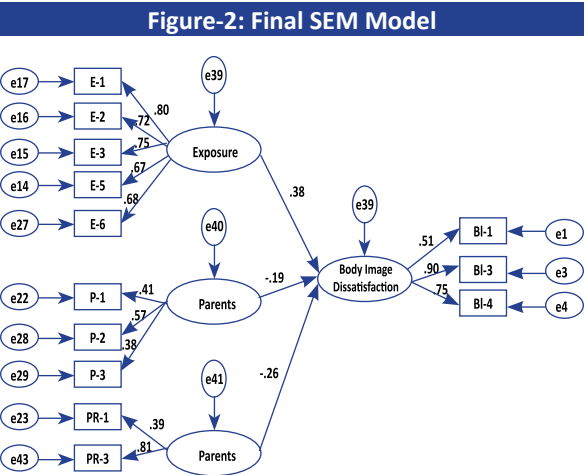 Figure-2: Final SEM Model
e39
e17
E-1
.80
e16
E-2
.72
e15
E-3
.75
Exposure
e14
E-5
.67
e27
E-6
.68
.38
e39
e40
BI-1
e1
.51
Body Image
Dissatisfaction
.90
BI-3
e3
.75
BI-4
e4
e22
P-1
.41
-.19
Parents
e28
P-2
.57
e29
P-3
.38
e41
-.26
e23
PR-1
.39
e43
PR-3
.81
Parents